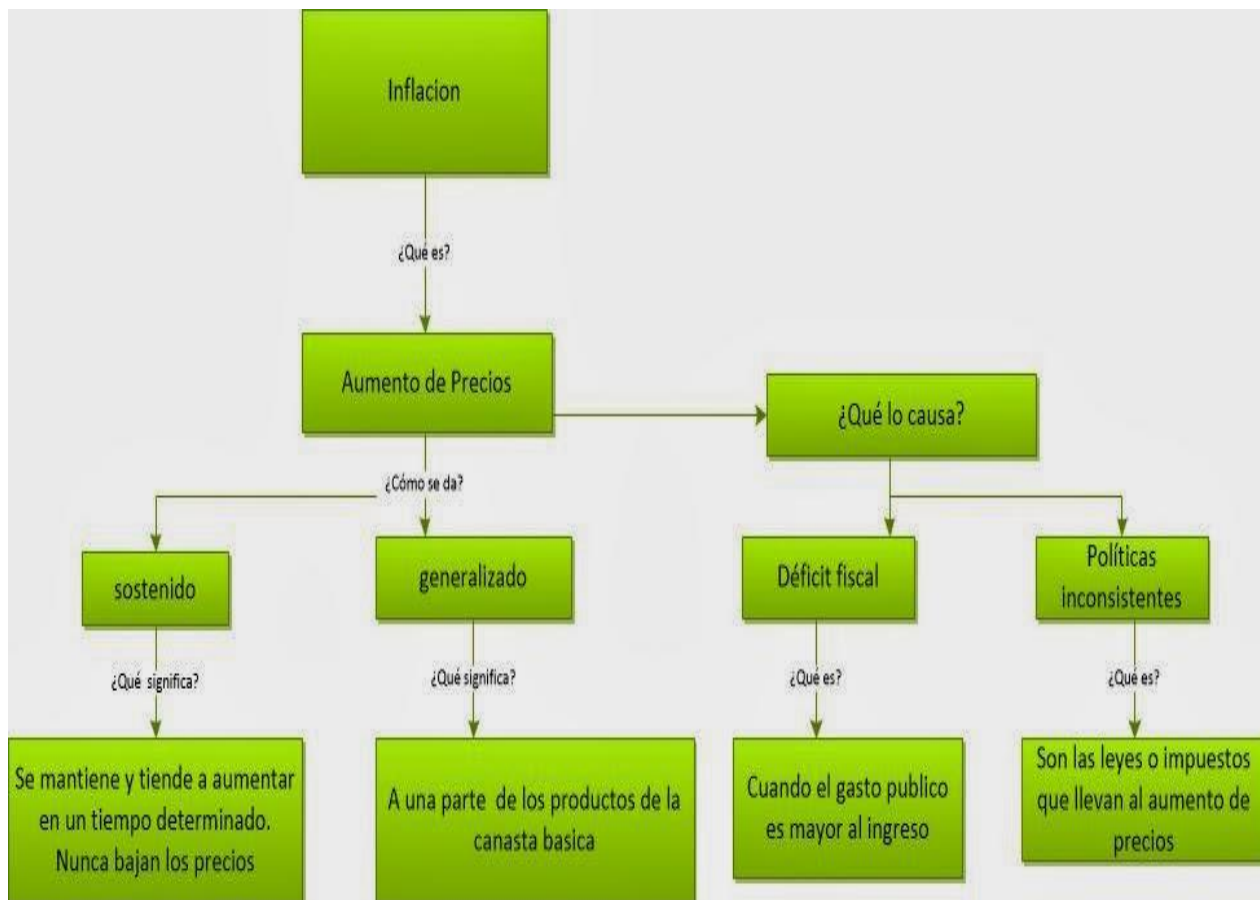 Inflacion
¿Qué es?
Aumento de Precios
¿Qué lo causa?
¿Cómo se da?
sostenido
generalizado
Déficit fiscal
Políticas
inconsistentes
¿Qué significa?
¿Qué significa?
¿Qué es?
¿Qué es?
Se mantiene y tiende a aumentar
en un tiempo determinado.
Nunca bajan los precios
A una parte de los productos de la
canasta basica
Cuando el gasto publico
es mayor al ingreso
Son las leyes o impuestos
que llevan al aumento de
precios